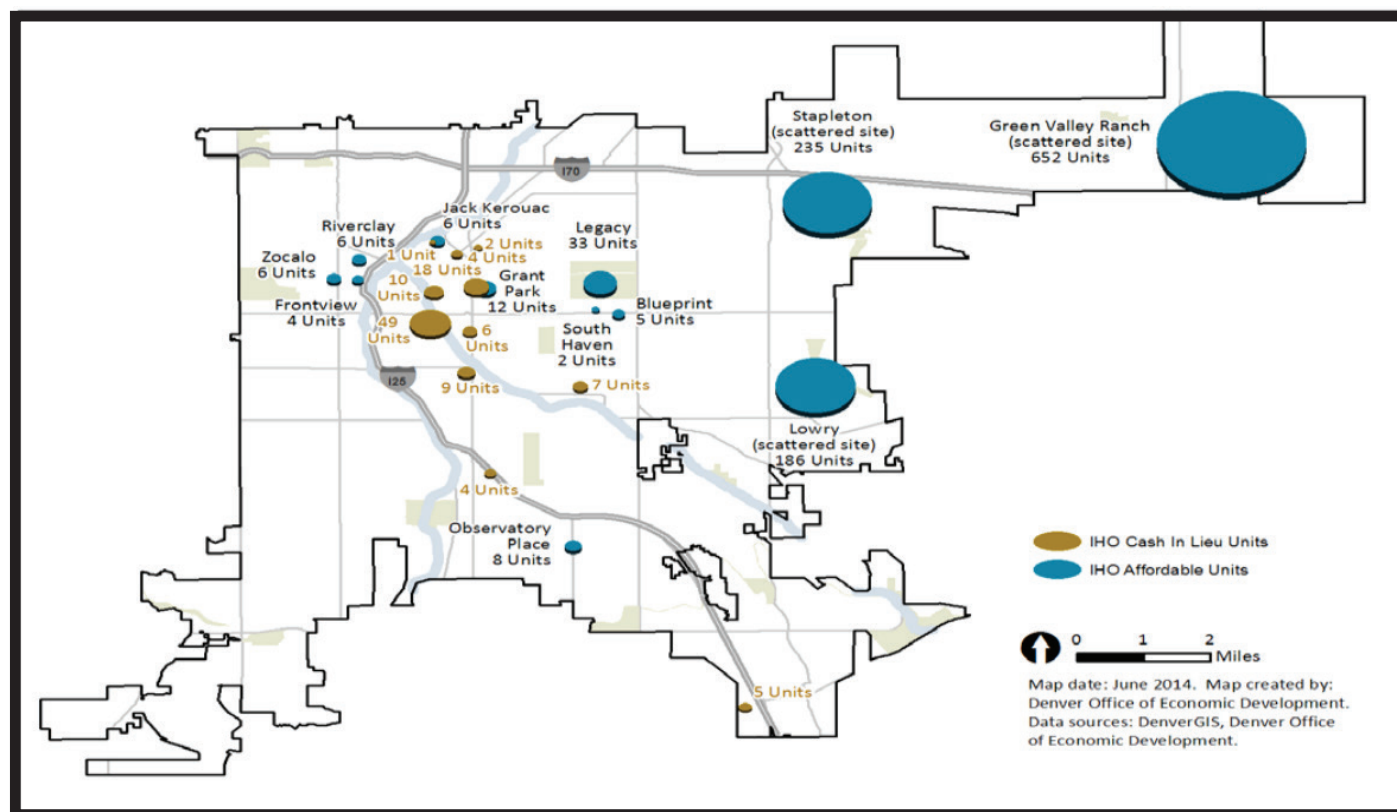 Stapleton
(scattered site)
235 Units
Green Valley Ranch
(scattered site)
652 Units
I70
Jack Kerouac
6 Units
Riverclay
6 Units
Legacy
33 Units
1 Unit
2 Units
4 Units
Zocalo
6 Units
18 Units
10
Units
Grant
Park
12 Units
Frontview
4 Units
Blueprint
5 Units
49
Units
6
Units
South
Haven
2 Units
I25
9 Units
7 Units
Lowry
(scattered site)
186 Units
4 Units
Observatory
Place
8 Units
IHO Cash In Lieu Units
IHO Affordable Units
0 1 2
Miles
5 Units
Map date: June 2014. Map created by:
Denver Office of Economic Development.
Data sources: DenverGIS, Denver Office
of Economic Development.